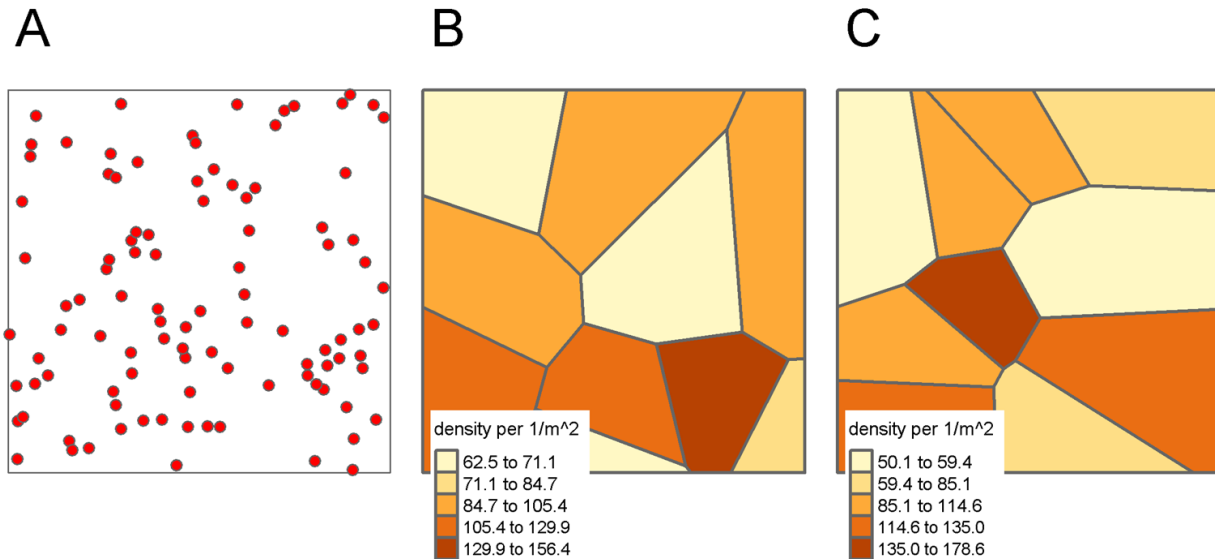 A
B
C
density per 1/m^2
62.5 to 71.1
71.1 to 84.7
84.7 to 105.4
105.4 to 129.9
129.9 to 156.4
density per 1/m^2
50.1 to 59.4
59.4 to 85.1
85.1 to 114.6
114.6 to 135.0
135.0 to 178.6